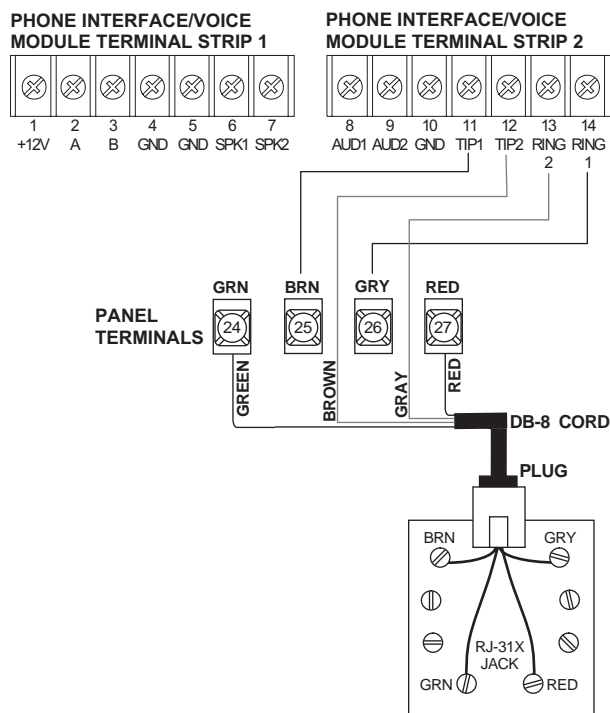 PHONE INTERFACE/VOICE
MODULE TERMINAL STRIP 1
PHONE INTERFACE/VOICE
MODULE TERMINAL STRIP 2
1 2 3 4 5 6 7
+12V A B GND GND SPK1 SPK2
8 9 10 11 12 13 14
AUD1 AUD2 GND TIP1 TIP2 RING RING
2 1
GRN BRN GRY RED
PANEL
TERMINALS
24 25 26 27
GREEN
BROWN
GRAY
RED
DB-8 CORD
PLUG
BRN GRY
RJ-31X
JACK
GRN RED